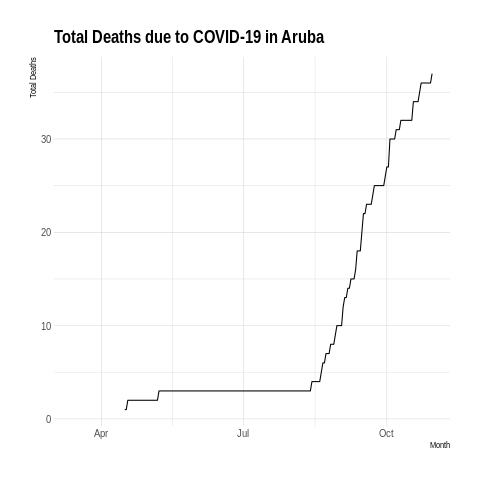 Total Deaths due to COVID-19 in Aruba
Total Deaths
30
20
10
0
Apr
Jul
Oct
Month